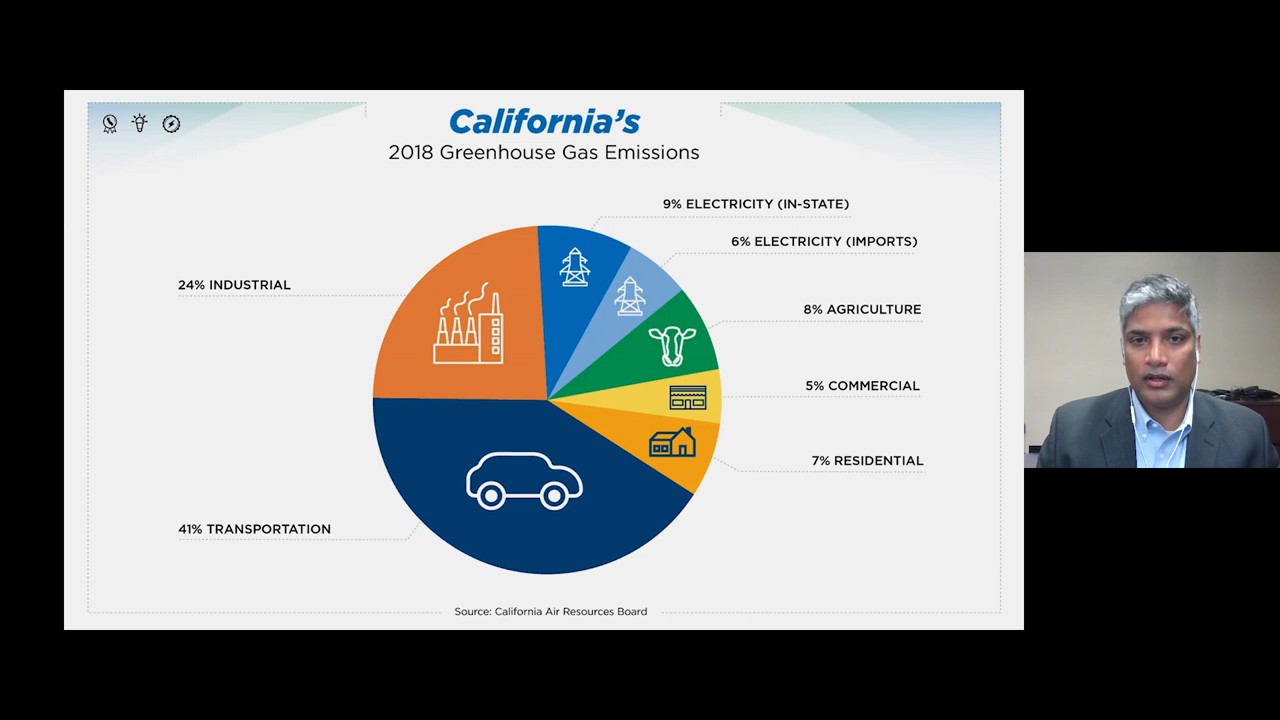 California's
2018 Greenhouse Gas Emissions
9% ELECTRICITY (IN-STATE)
6% ELECTRICITY (IMPORTS)
24% INDUSTRIAL
8% AGRICULTURE
5% COMMERCIAL
7% RESIDENTIAL
41% TRANSPORTATION
Source: California Air Resources Board